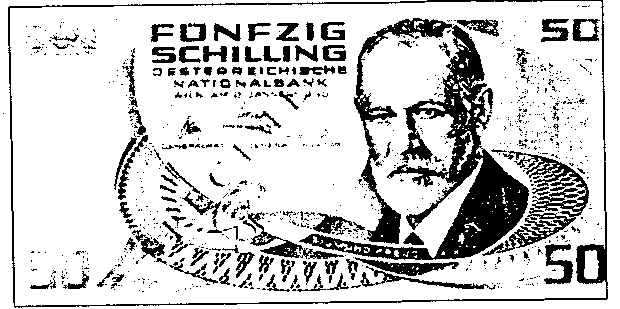 FÜNFZIG
SCHILLING
OESTERREICHISCHE
NATIONALBANK
50
50
50